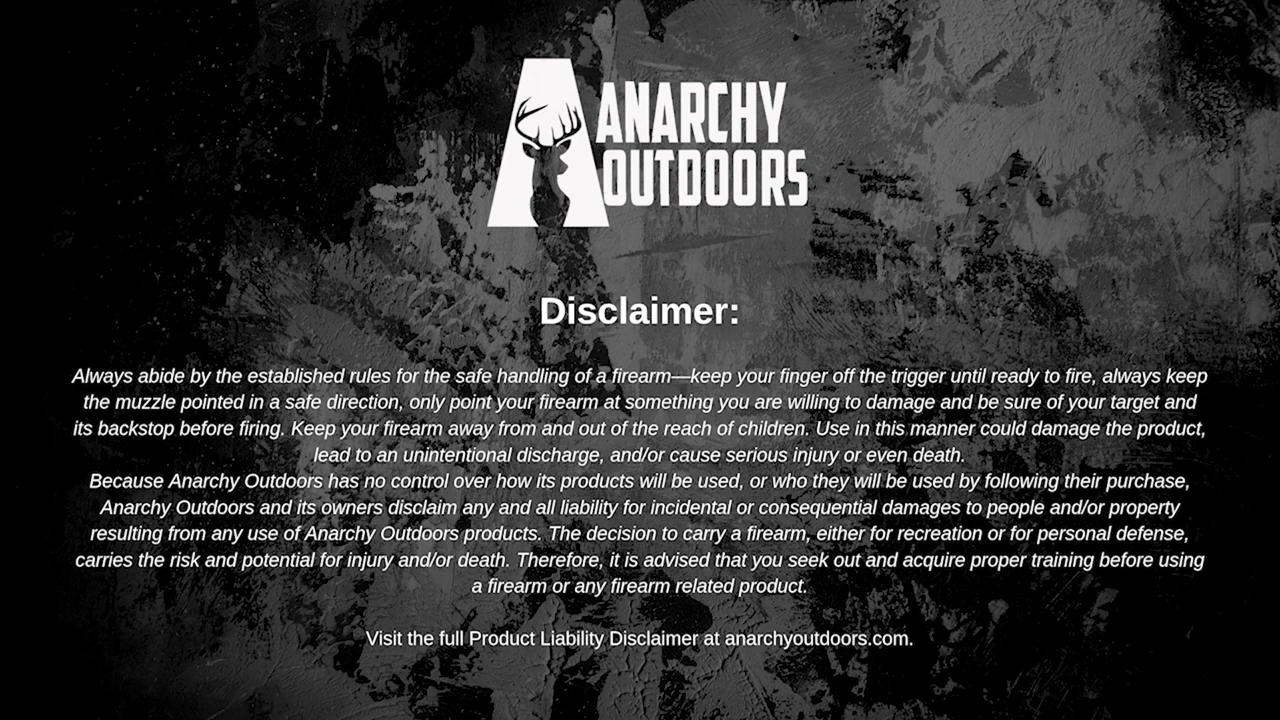 ANARCHY
OUTDOORS
Disclaimer:
Always abide by the established rules for the safe handling of a firearm—keep your finger off the trigger until ready to fire, always keep
the muzzle pointed in a safe direction, only point your firearm at something you are willing to damage and be sure of your target and
its backstop before firing. Keep your firearm away from and out of the reach of children. Use in this manner could damage the product,
lead to an unintentional discharge, and/or cause serious injury or even death.
Because Anarchy Outdoors has no control over how its products will be used, or who they will be used by following their purchase,
Anarchy Outdoors and its owners disclaim any and all liability for incidental or consequential damages to people and/or property
resulting from any use of Anarchy Outdoors products. The decision to carry a firearm, either for recreation or for personal defense,
carries the risk and potential for injury and/or death. Therefore, it is advised that you seek out and acquire proper training before using
a firearm or any firearm related product.
Visit the full Product Liability Disclaimer at anarchyoutdoors.com.